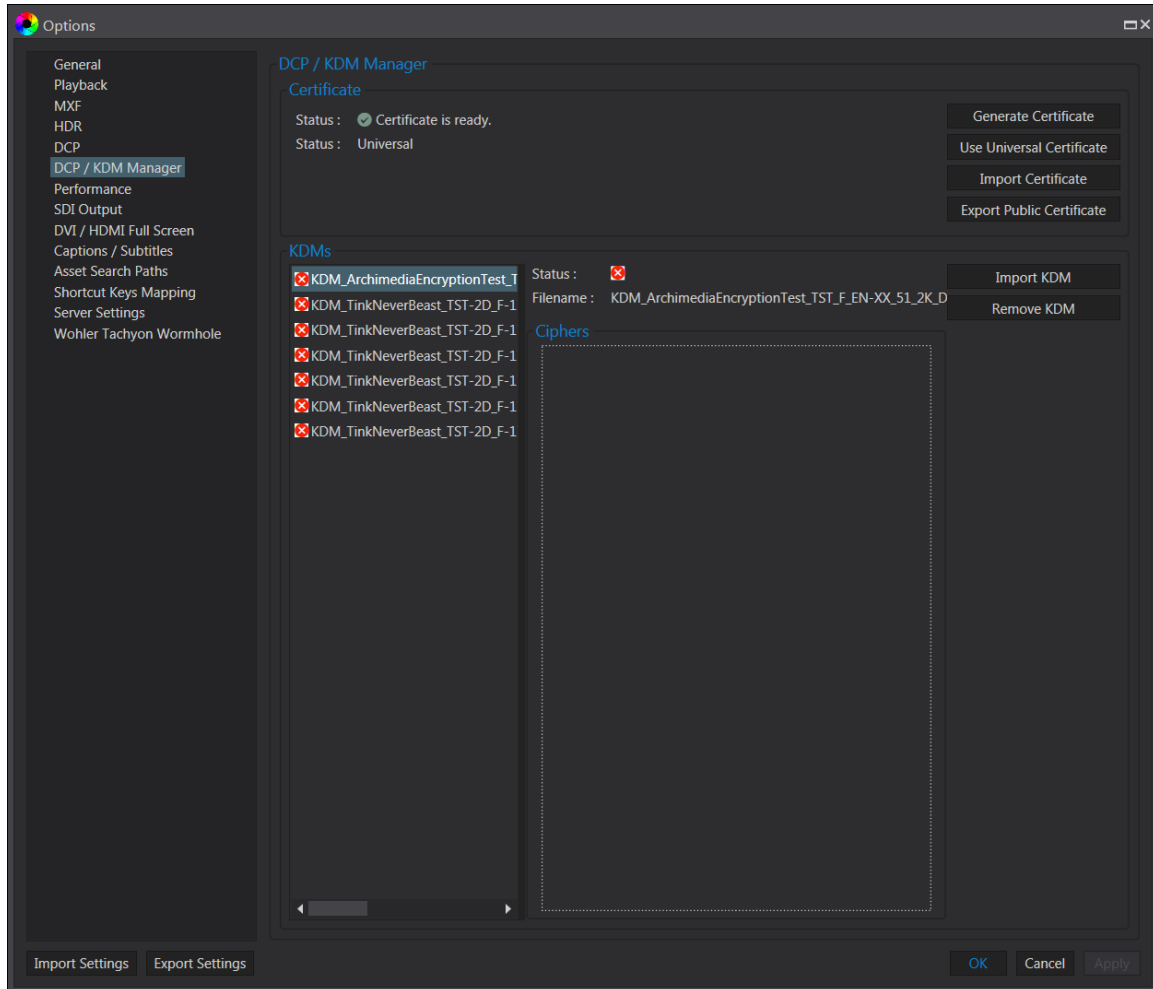 Options
General
Playback
MXF
HDR
DCP
DCP / KDM Manager
Performance
SDI Output
DVI / HDMI Full Screen
Captions / Subtitles
Asset Search Paths
Shortcut Keys Mapping
Server Settings
Wohler Tachyon Wormhole
DCP / KDM Manager
Certificate
Status : Certificate is ready.
Status : Universal
Generate Certificate
Use Universal Certificate
Import Certificate
Export Public Certificate
KDMs
KDM_ArchimediaEncryptionTest_T
KDM_TinkNeverBeast_TST-2D_F-1
KDM_TinkNeverBeast_TST-2D_F-1
KDM_TinkNeverBeast_TST-2D_F-1
KDM_TinkNeverBeast_TST-2D_F-1
KDM_TinkNeverBeast_TST-2D_F-1
KDM_TinkNeverBeast_TST-2D_F-1
Status :
Filename : KDM_ArchimediaEncryptionTest_TST_F_EN-XX_51_2K_D
Ciphers
Import KDM
Remove KDM
Import Settings
Export Settings
OK
Cancel
Apply